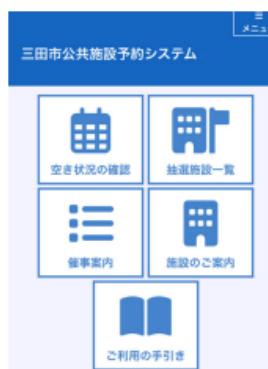 メニュー
三田市公共施設予約システム
空き状況の確認
抽選施設一覧
催事案内
施設のご案内
ご利用の手引き